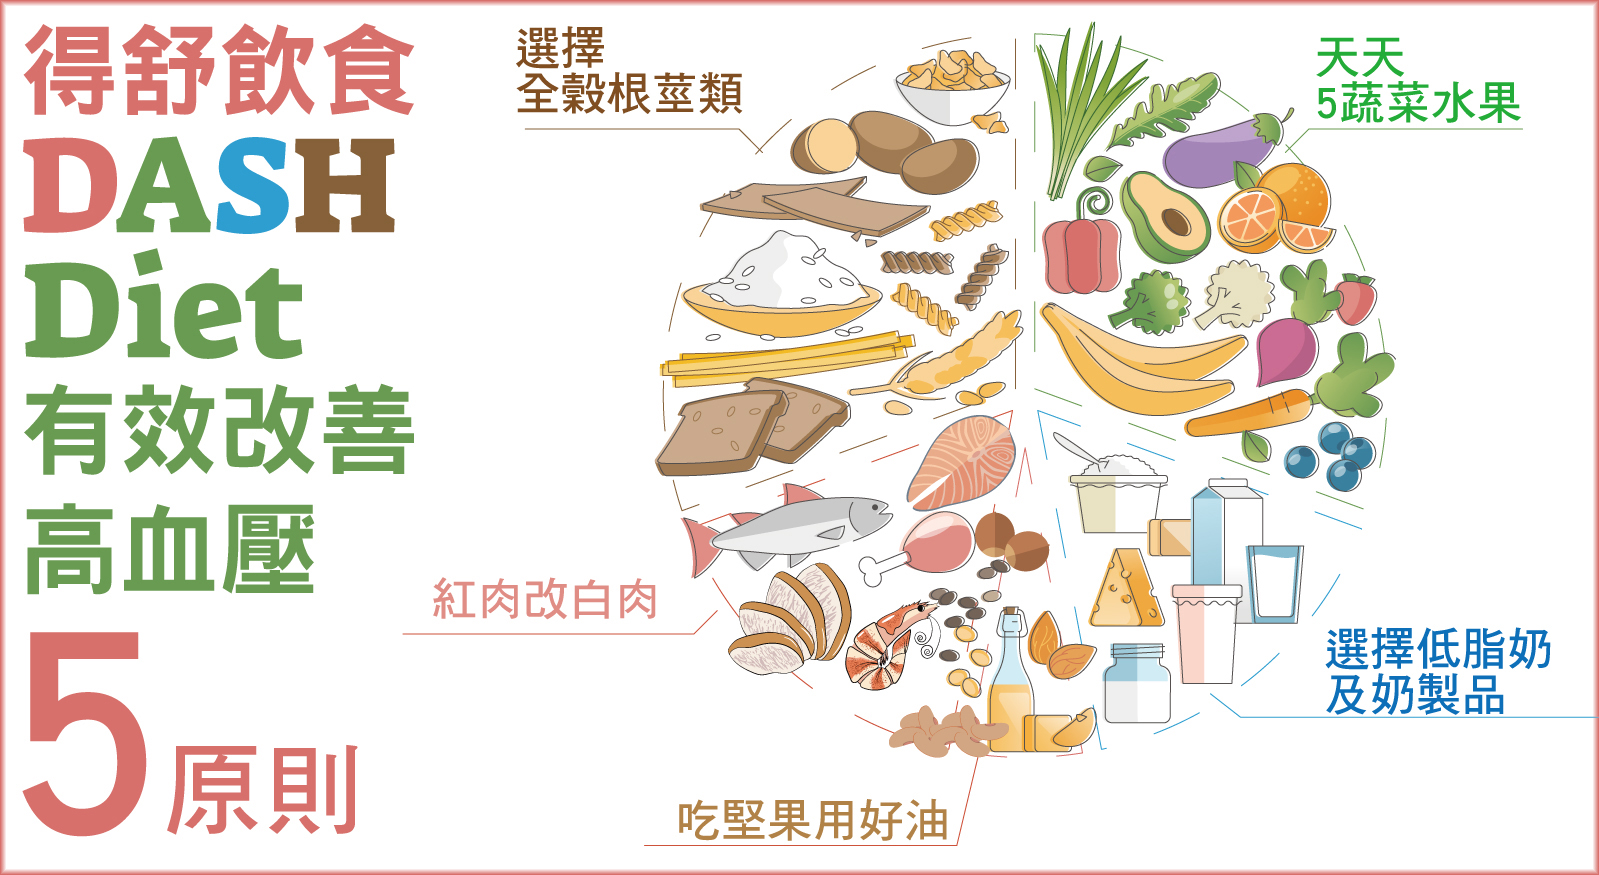 得舒飲食
DASH
Diet
有效改善
高血壓
5原則
選擇
全穀根莖類
天天
5蔬菜水果
紅肉改白肉
選擇低脂奶
及奶製品
吃堅果用好油